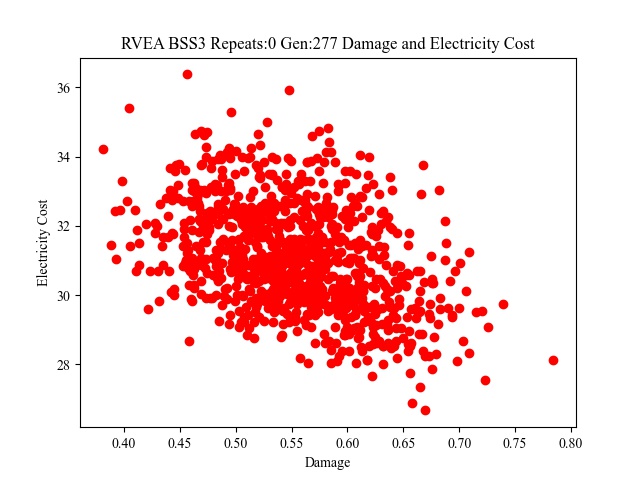 RVEA BSS3 Repeats:0 Gen:277 Damage and Electricity Cost
36
34
32
30
28
Electricity Cost
0.40 0.45 0.50 0.55 0.60 0.65 0.70 0.75 0.80
Damage